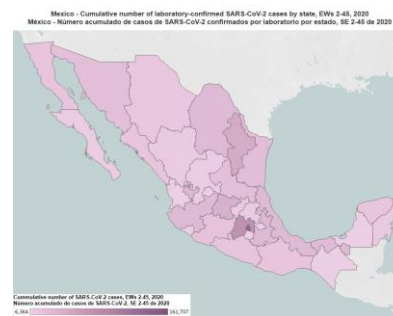 Mexico - Cumulative number of laboratory-confirmed SARS-CoV-2 cases by state, EWs 2-45, 2020
México - Número acumulado de casos de SARS-CoV-2 confirmados por laboratorio por estado, SE 2-45 de 2020
Cummulative number of SARS-CoV-2 cases, EWs 2-45, 2020
Número acumulado de casos de SARS-CoV-2, SE 2-45 de 2020
6,364 161,707